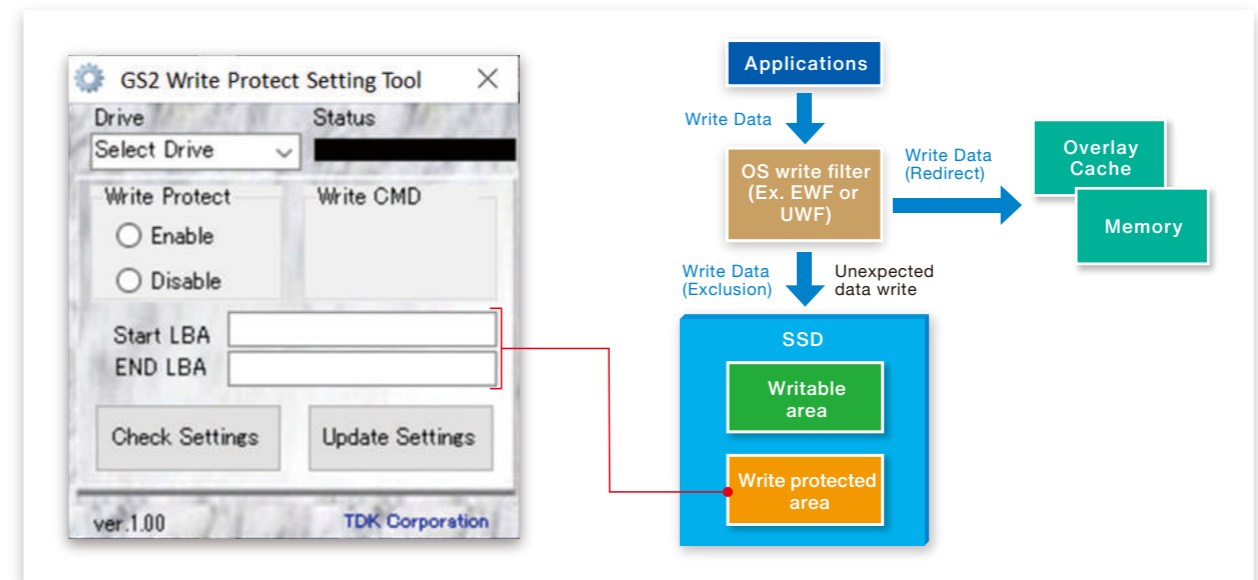 GS2 Write Protect Setting Tool
Drive
Status
Select Drive
Write Protect
Write CMD
Enable
Disable
Start LBA
END LBA
Check Settings
Update Settings
ver.1.00
TDK Corporation
Applications
Write Data
OS write filter
(Ex. EWF or
UWF)
Write Data
(Redirect)
Overlay
Cache
Memory
Write Data
(Exclusion)
Unexpected
data write
SSD
Writable
area
Write protected
area